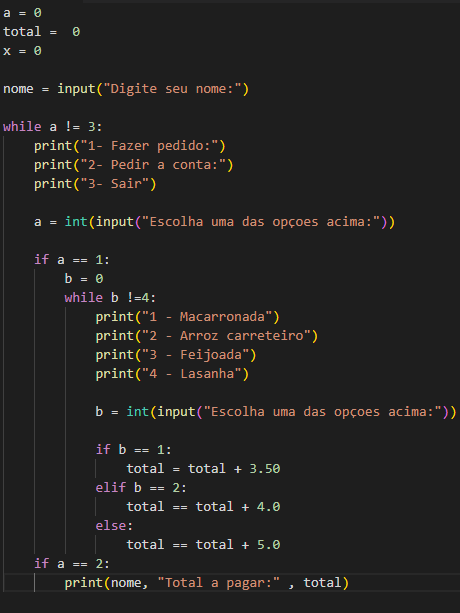 a = 0
total =  0
x = 0
nome = input("Digite seu nome:")
while a != 3:
print("1- Fazer pedido:")
print("2- Pedir a conta:")
print("3- Sair")
a = int(input("Escolha uma das opçoes acima:"))
if a == 1:
b = 0
while b !=4:
print("1 - Macarronada")
print("2 - Arroz carreteiro")
print("3 - Feijoada")
print("4 - Lasanha")
b = int(input("Escolha uma das opçoes acima:"))
if b == 1:
total = total + 3.50
elif b == 2:
total == total + 4.0
else:
total == total + 5.0
if a == 2:
print(nome, "Total a pagar:" , total)